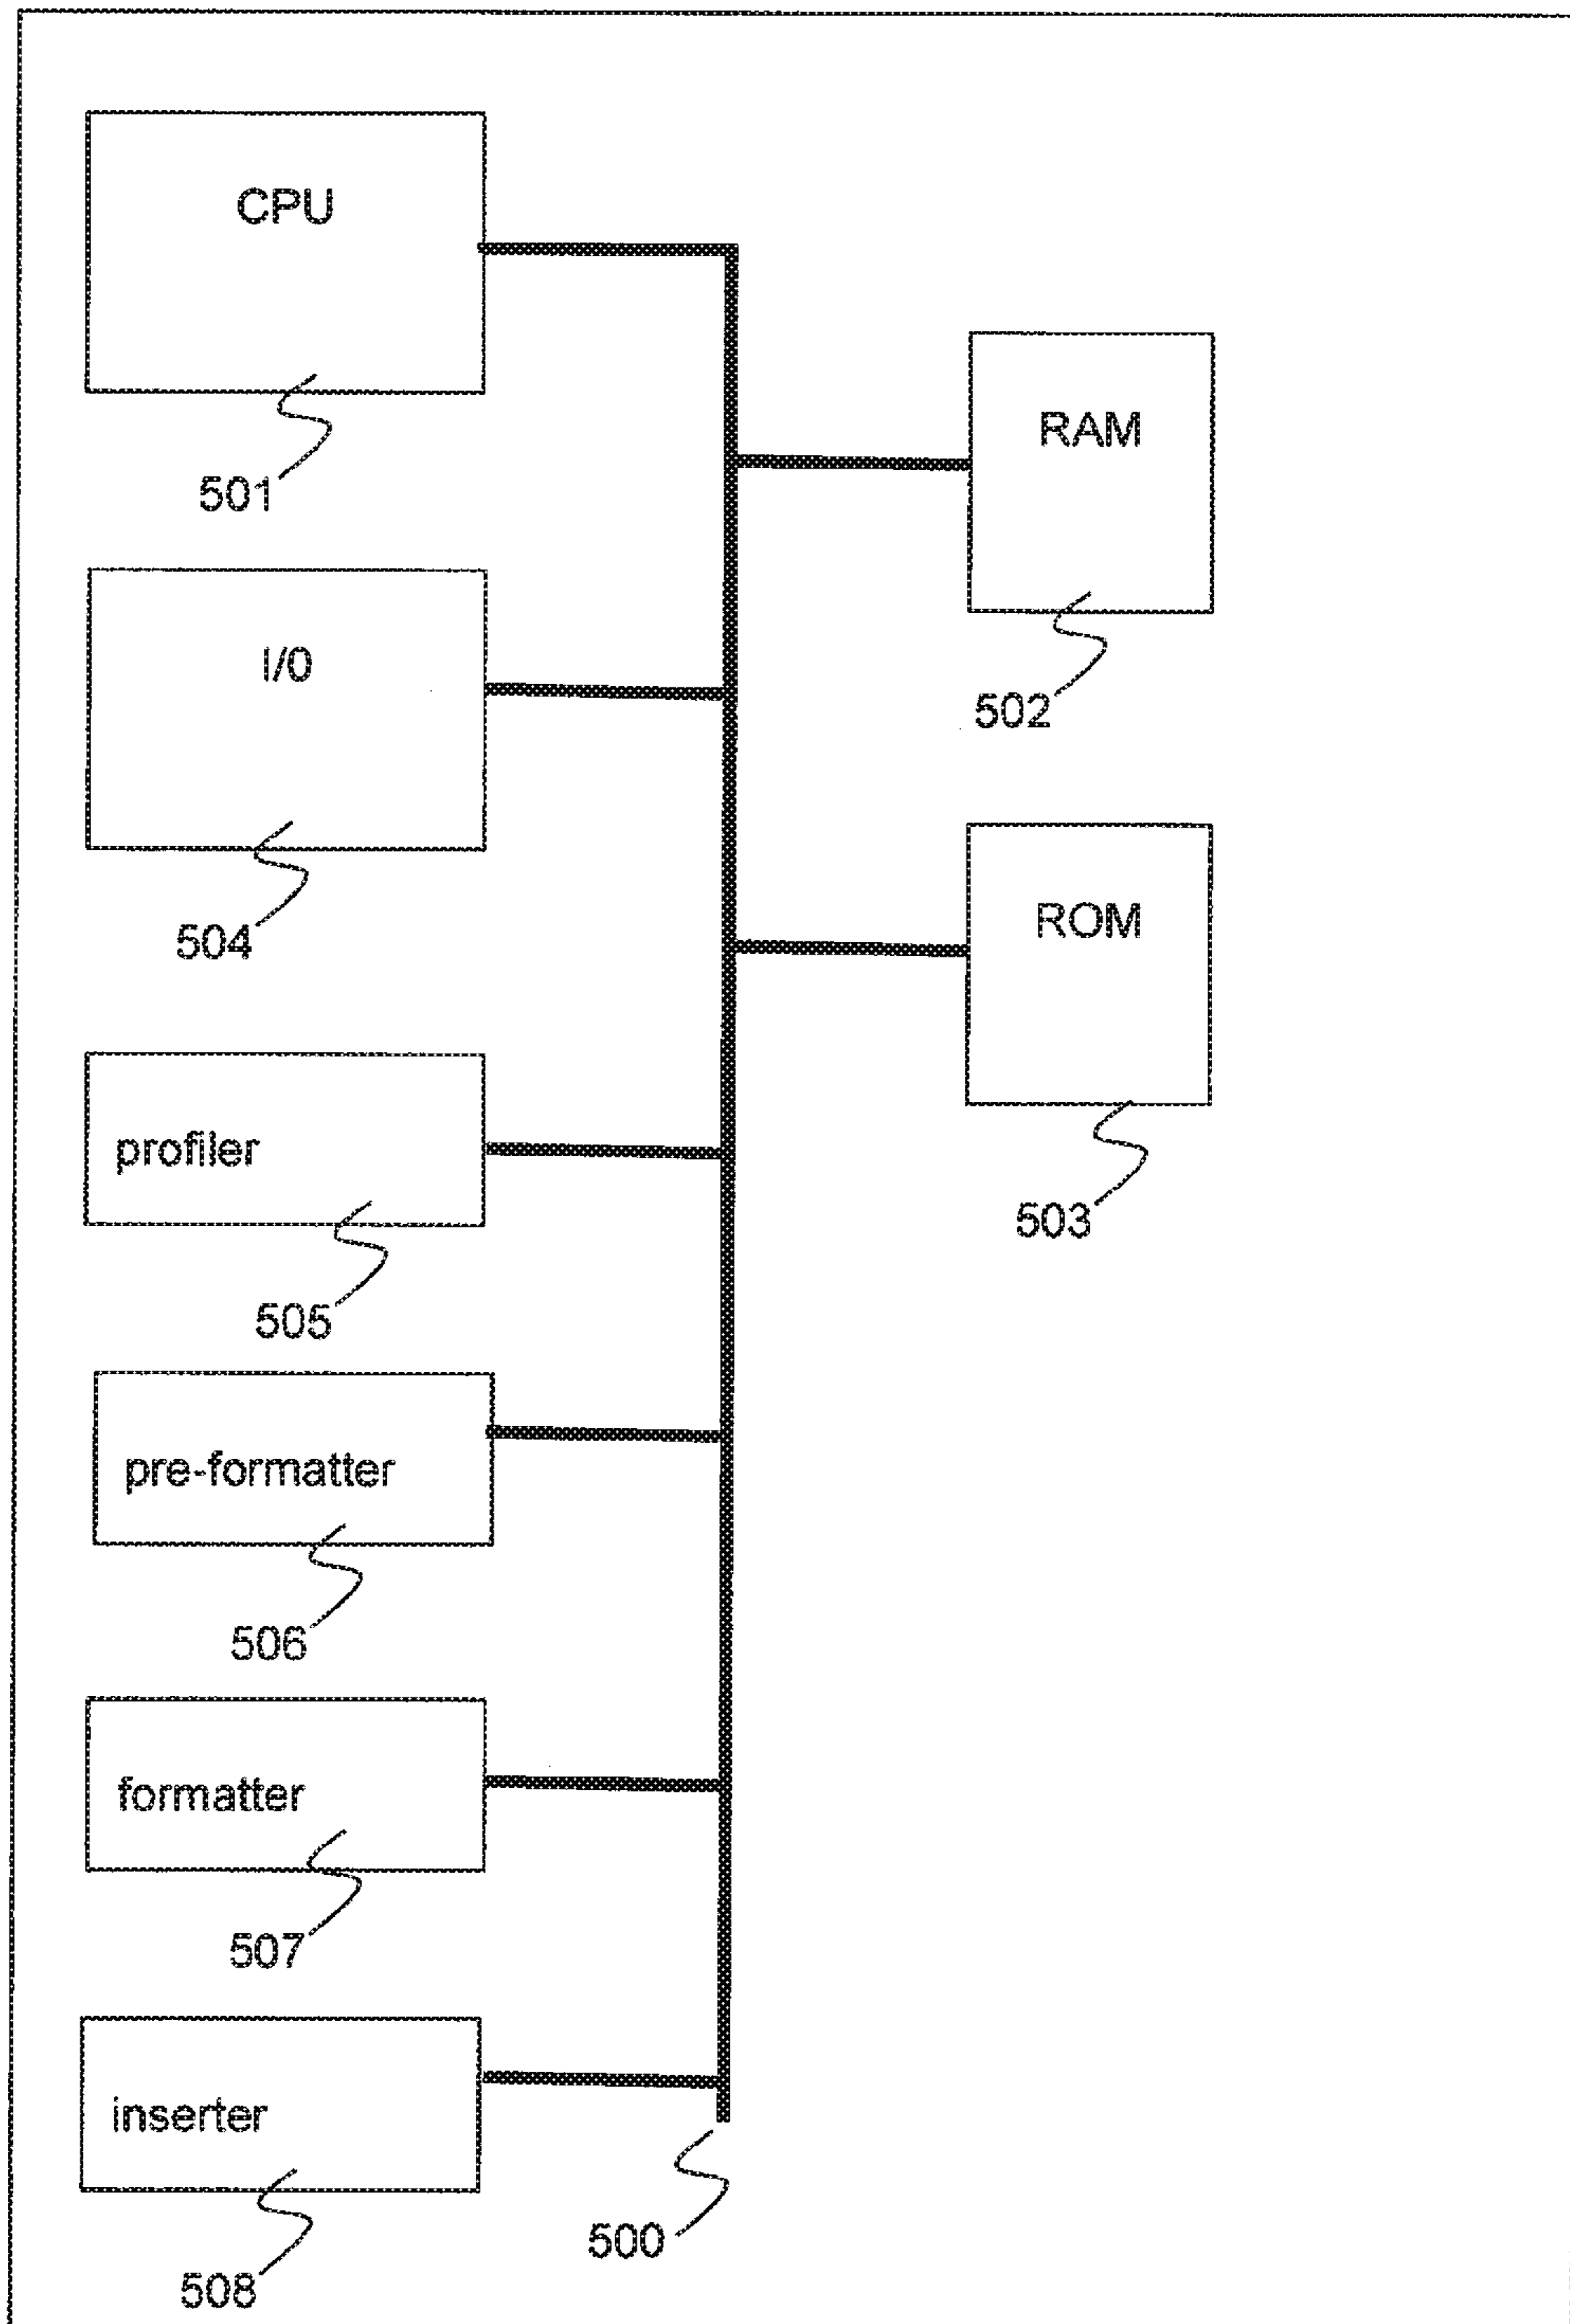 CPU
501
RAM
502
I/0
504
ROM
503
profiler
505
pre-formatter
506
formatter
507
inserter
508
500